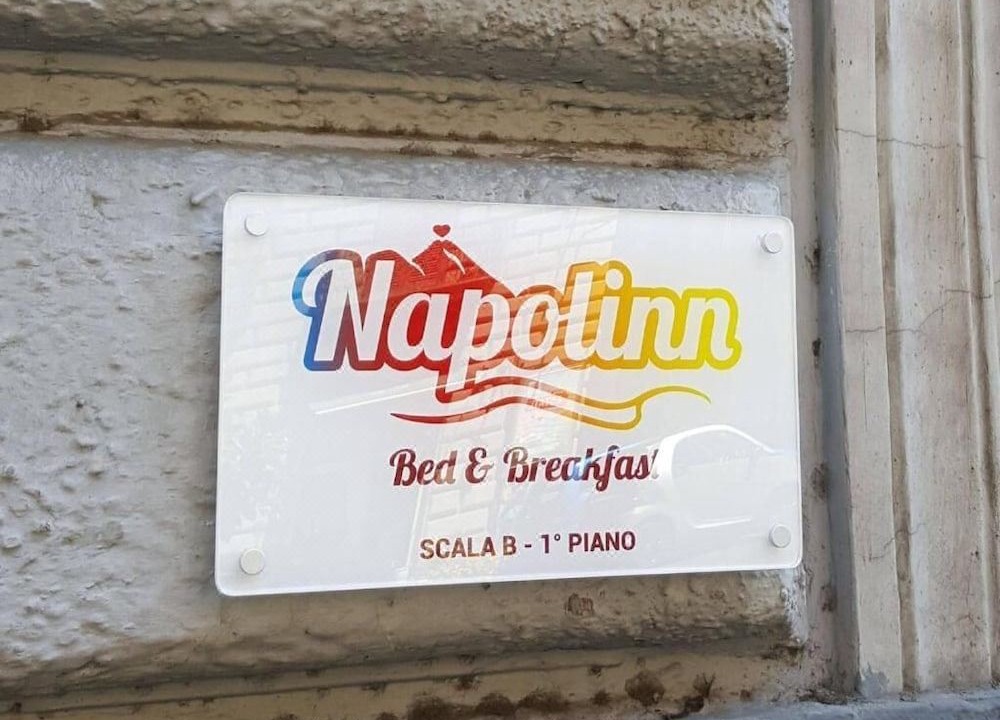 Napolinn
Bed & Breakfast
SCALA B - 1° PIANO